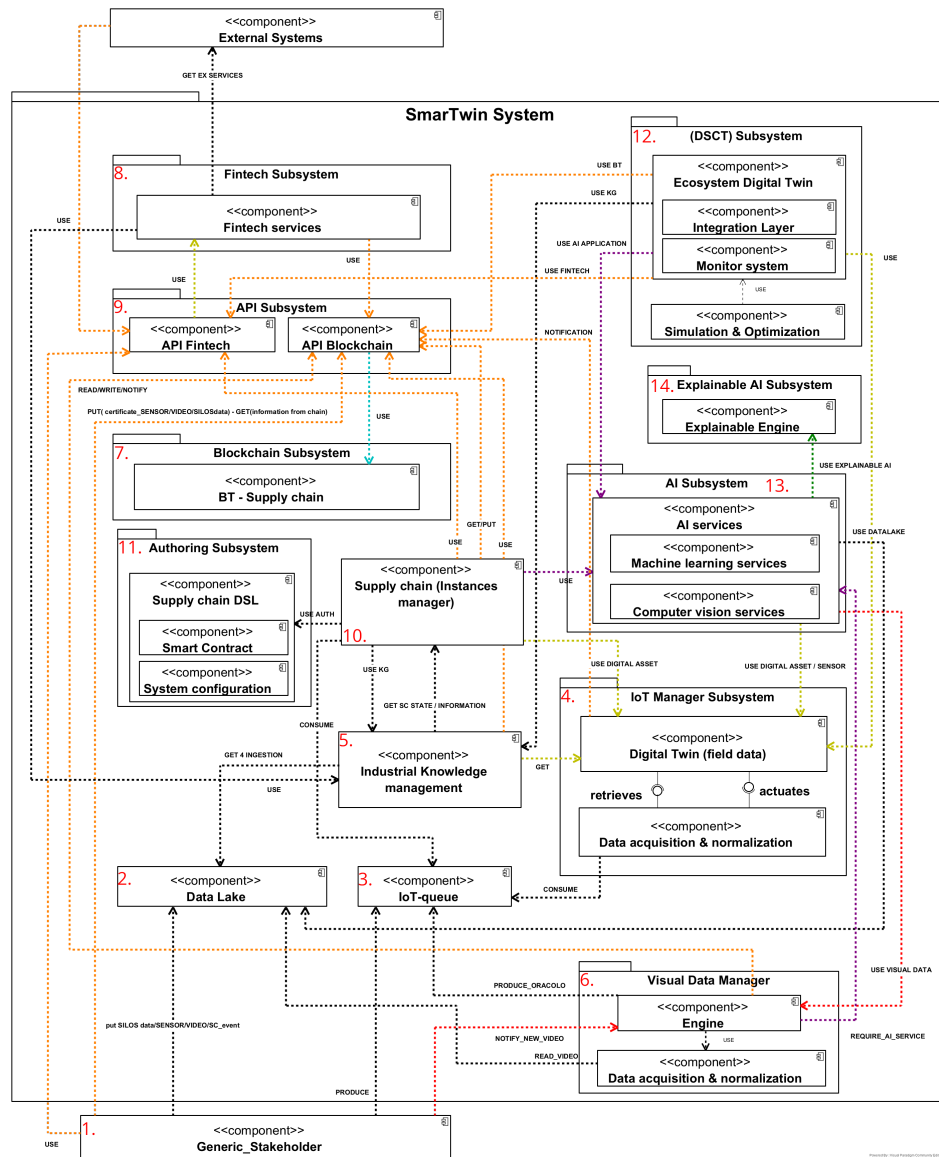 <<component>>
External Systems
GET EX SERVICES
SmarTwin System
12.
(DSCT) Subsystem
<<component>>
Ecosystem Digital Twin
<<component>>
Integration Layer
<<component>>
Monitor system
USE
<<component>>
Simulation & Optimization
USE BT
USE KG
USE AI APPLICATION
USE FINTECH
NOTIFICATION
USE
8.
Fintech Subsystem
<<component>>
Fintech services
USE
USE
USE
9.
API Subsystem
<<component>>
API Fintech
<<component>>
API Blockchain
READ/WRITE/NOTIFY
PUT( certificate_SENSOR/VIDEO/SILOSdata) - GET(information from chain)
USE
14.
Explainable AI Subsystem
<<component>>
Explainable Engine
USE EXPLAINABLE AI
7.
Blockchain Subsystem
<<component>>
BT - Supply chain
AI Subsystem
13.
<<component>>
AI services
<<component>>
Machine learning services
<<component>>
Computer vision services
USE DATALAKE
GET/PUT
USE
USE
11.
Authoring Subsystem
<<component>>
Supply chain DSL
<<component>>
Smart Contract
<<component>>
System configuration
USE AUTH
<<component>>
Supply chain (Instances
manager)
10.
USE
USE KG
USE DIGITAL ASSET
USE DIGITAL ASSET / SENSOR
GET SC STATE / INFORMATION
CONSUME
4.
IoT Manager Subsystem
<<component>>
Digital Twin (field data)
retrieves
actuates
<<component>>
Data acquisition & normalization
5.
<<component>>
Industrial Knowledge
management
GET 4 INGESTION
USE
GET
2.
<<component>>
Data Lake
3.
<<component>>
IoT-queue
CONSUME
USE VISUAL DATA
6.
Visual Data Manager
<<component>>
Engine
USE
<<component>>
Data acquisition & normalization
PRODUCE_ORACOLO
NOTIFY_NEW_VIDEO
READ_VIDEO
REQUIRE_AI_SERVICE
put SILOS data/SENSOR/VIDEO/SC_event
PRODUCE
1.
<<component>>
Generic_Stakeholder
USE